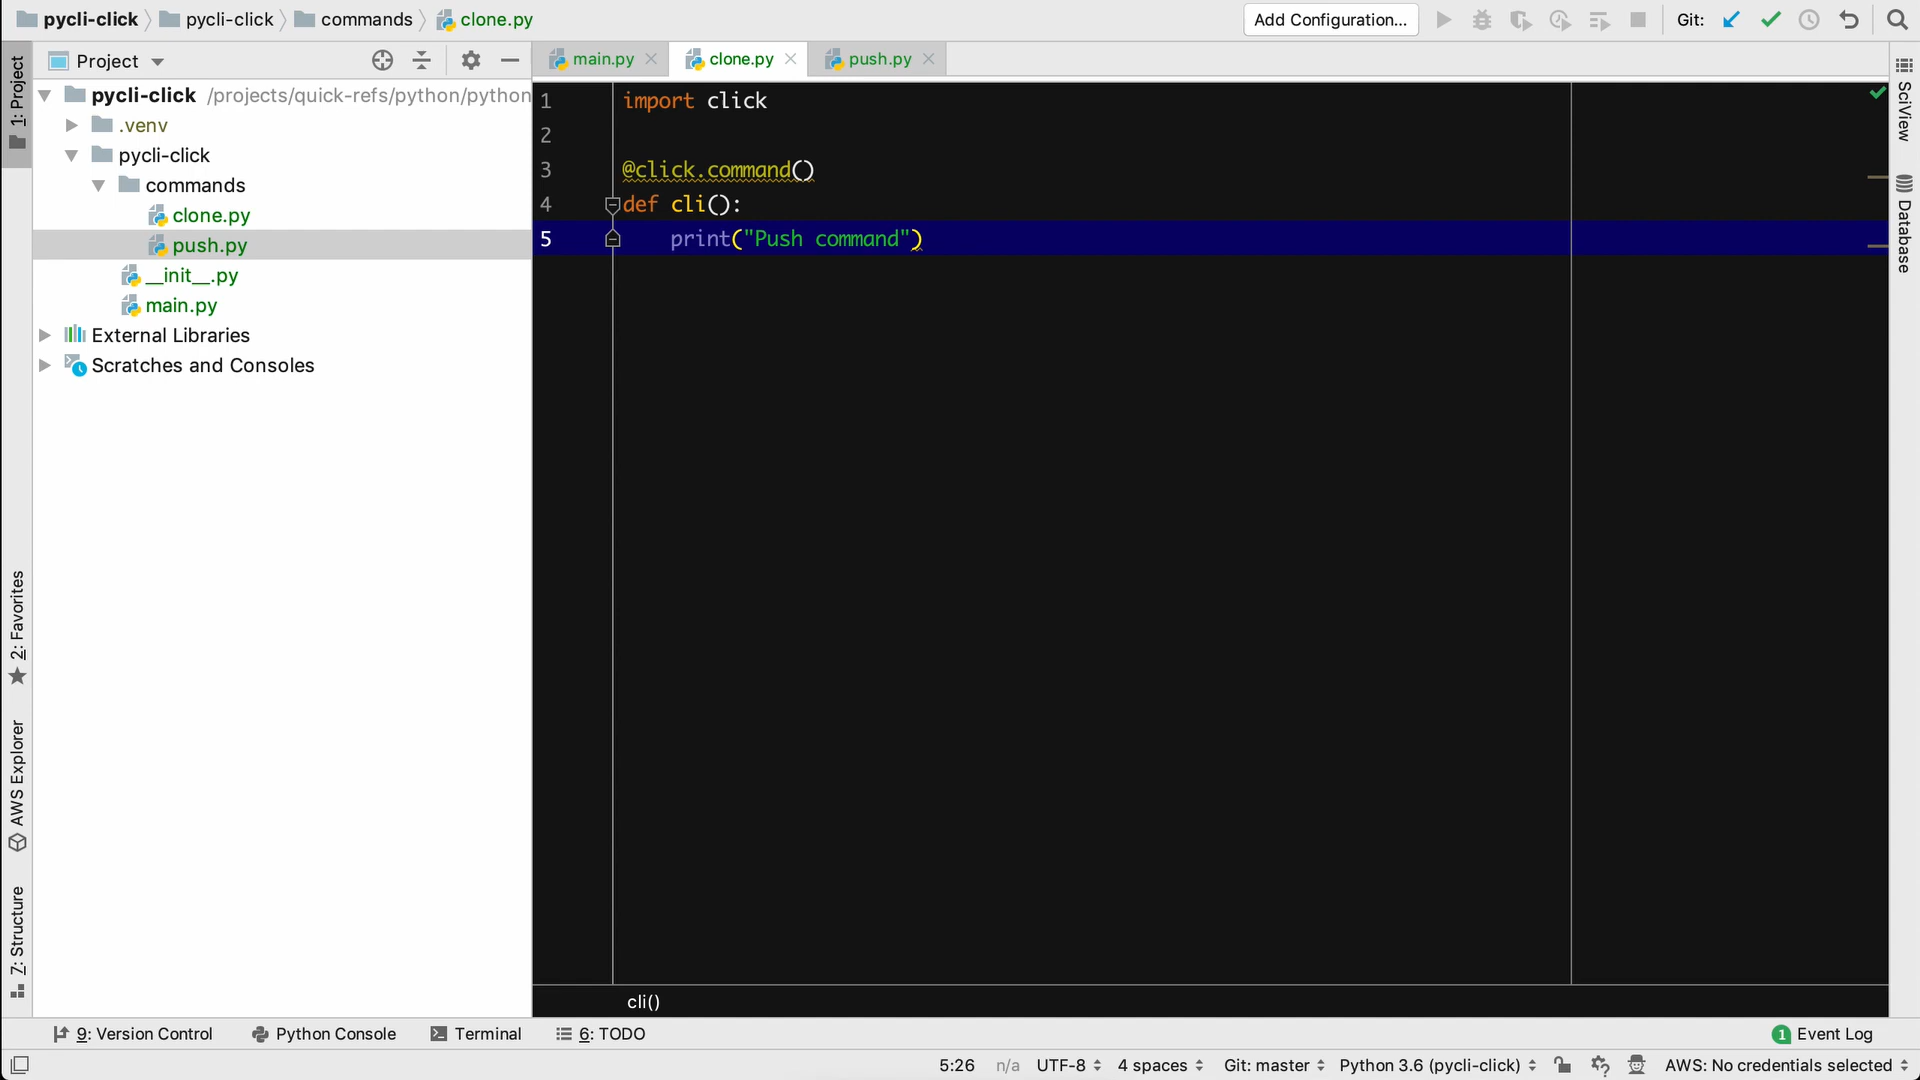 pycli-click pycli-click commands clone.py Add Configuration... Git:
1: Project
2: Favorites
AWS Explorer
7: Structure
Project
pycli-click /projects/quick-refs/python/python
.venv
pycli-click
commands
clone.py
push.py
__init__.py
main.py
External Libraries
Scratches and Consoles
main.py clone.py push.py
1 import click
2
3 @click.command()
4 def cli():
5 print("Push command")
cli()
SciView
Database
9: Version Control Python Console Terminal 6: TODO 1 Event Log
5:26 n/a UTF-8 4 spaces Git: master Python 3.6 (pycli-click) AWS: No credentials selected